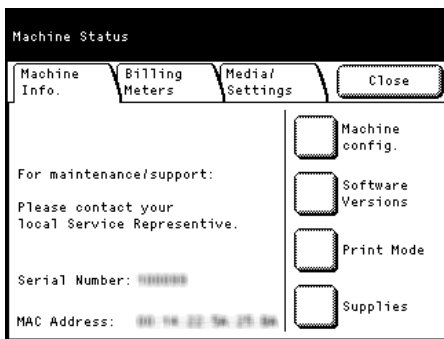 Machine Status
Machine Info.
Billing Meters
Media/ Settings
Close
Machine config.
For maintenance/support:
Software Versions
Please contact your
local Service Representive.
Print Mode
Serial Number:
Supplies
MAC Address: